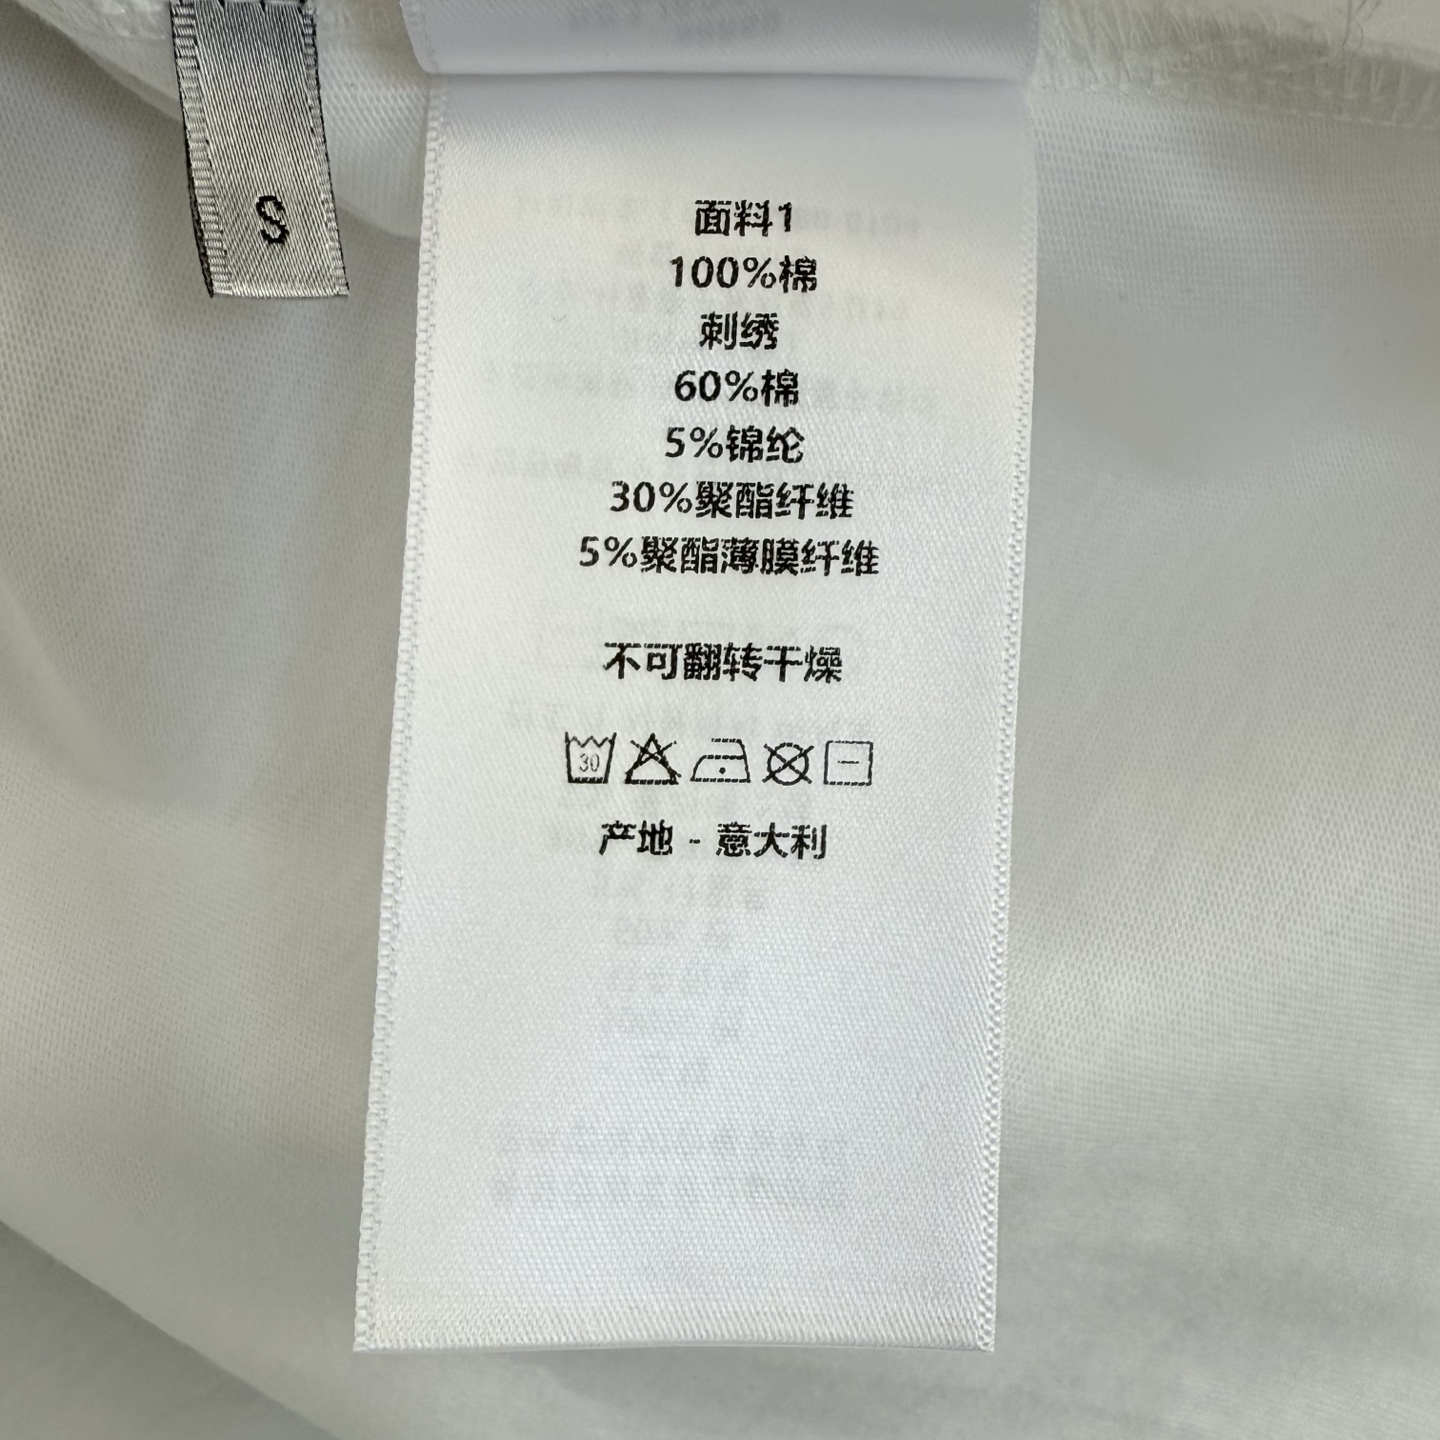 S
面料1
100%棉
刺绣
60%棉
5%锦纶
30%聚酯纤维
5%聚酯薄膜纤维
不可翻转干燥
30
产地 - 意大利